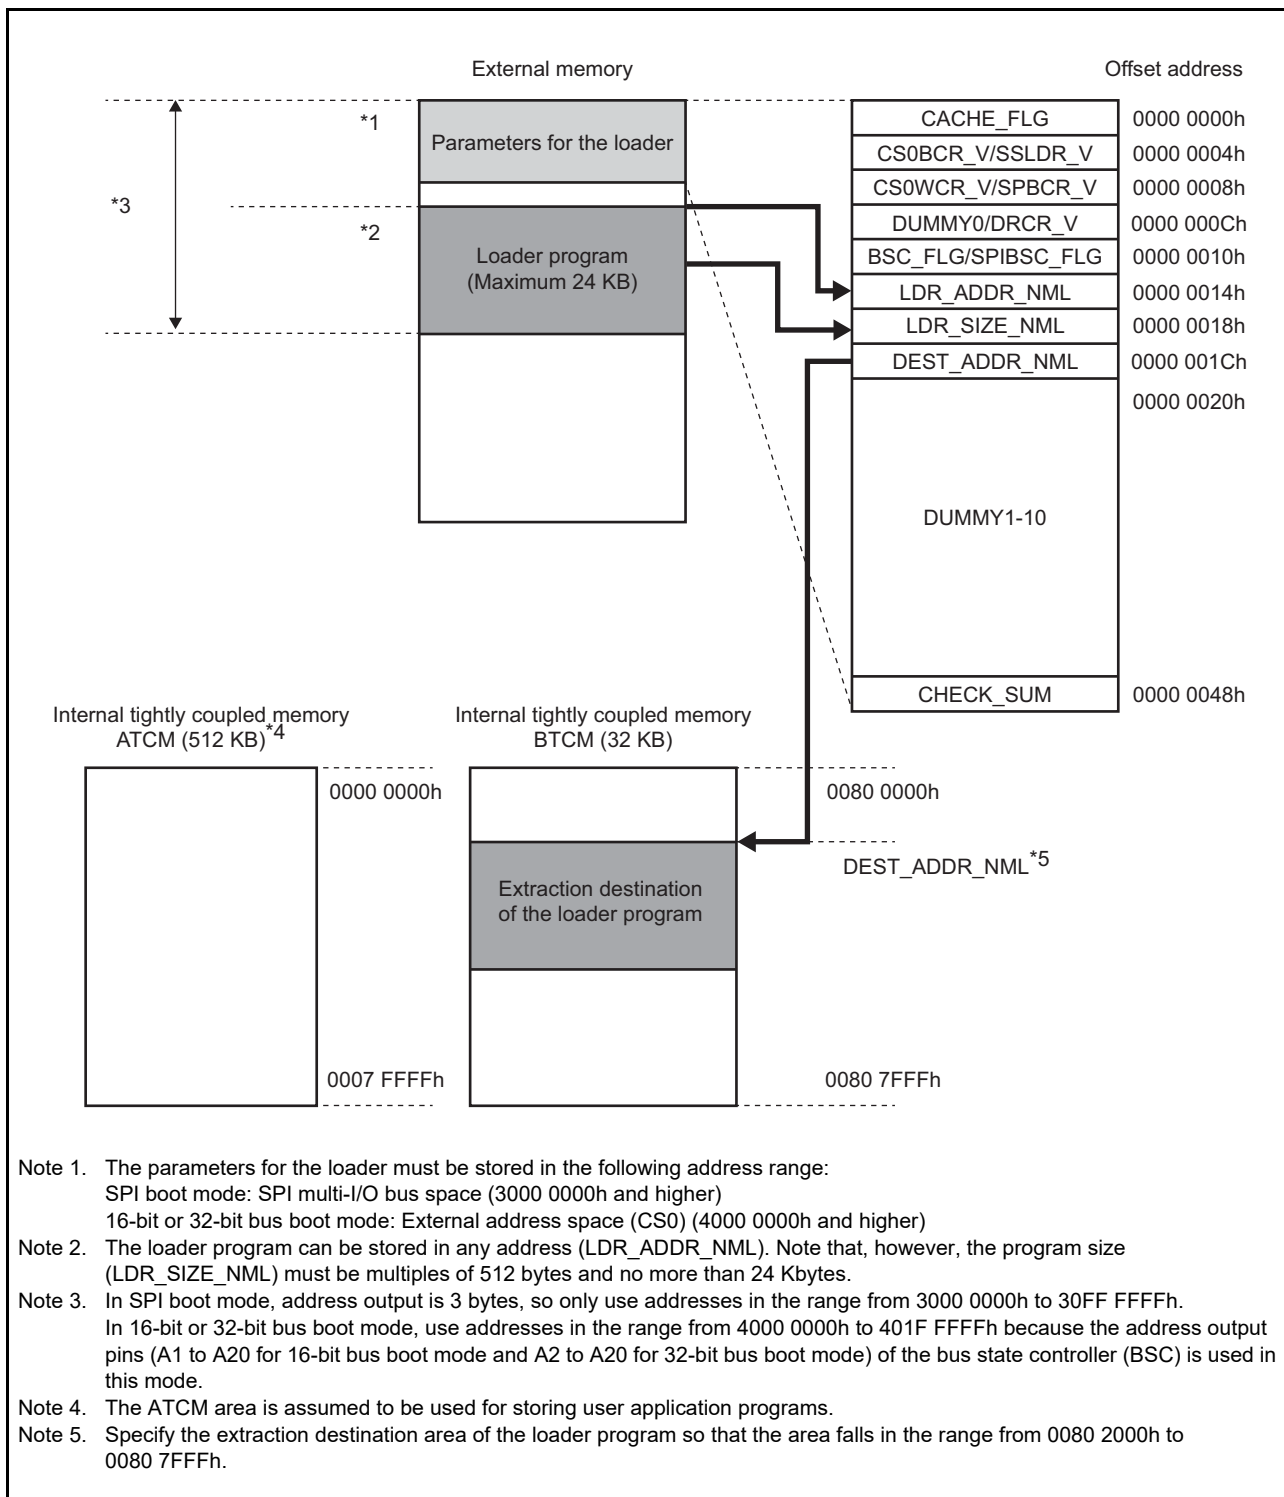 External memory
Offset address
*1
Parameters for the loader
*3
*2
Loader program
(Maximum 24 KB)
CACHE_FLG 0000 0000h
CS0BCR_V/SSLDR_V 0000 0004h
CS0WCR_V/SPBCR_V 0000 0008h
DUMMY0/DRCR_V 0000 000Ch
BSC_FLG/SPIBSC_FLG 0000 0010h
LDR_ADDR_NML 0000 0014h
LDR_SIZE_NML 0000 0018h
DEST_ADDR_NML 0000 001Ch
0000 0020h
DUMMY1-10
CHECK_SUM 0000 0048h
Internal tightly coupled memory
ATCM (512 KB)*4
0000 0000h
0007 FFFFh
Internal tightly coupled memory
BTCM (32 KB)
0080 0000h
DEST_ADDR_NML*5
Extraction destination
of the loader program
0080 7FFFh
Note 1. The parameters for the loader must be stored in the following address range:
SPI boot mode: SPI multi-I/O bus space (3000 0000h and higher)
16-bit or 32-bit bus boot mode: External address space (CS0) (4000 0000h and higher)
Note 2. The loader program can be stored in any address (LDR_ADDR_NML). Note that, however, the program size
(LDR_SIZE_NML) must be multiples of 512 bytes and no more than 24 Kbytes.
Note 3. In SPI boot mode, address output is 3 bytes, so only use addresses in the range from 3000 0000h to 30FF FFFFh.
In 16-bit or 32-bit bus boot mode, use addresses in the range from 4000 0000h to 401F FFFFh because the address output
pins (A1 to A20 for 16-bit bus boot mode and A2 to A20 for 32-bit bus boot mode) of the bus state controller (BSC) is used in
this mode.
Note 4. The ATCM area is assumed to be used for storing user application programs.
Note 5. Specify the extraction destination area of the loader program so that the area falls in the range from 0080 2000h to
0080 7FFFh.